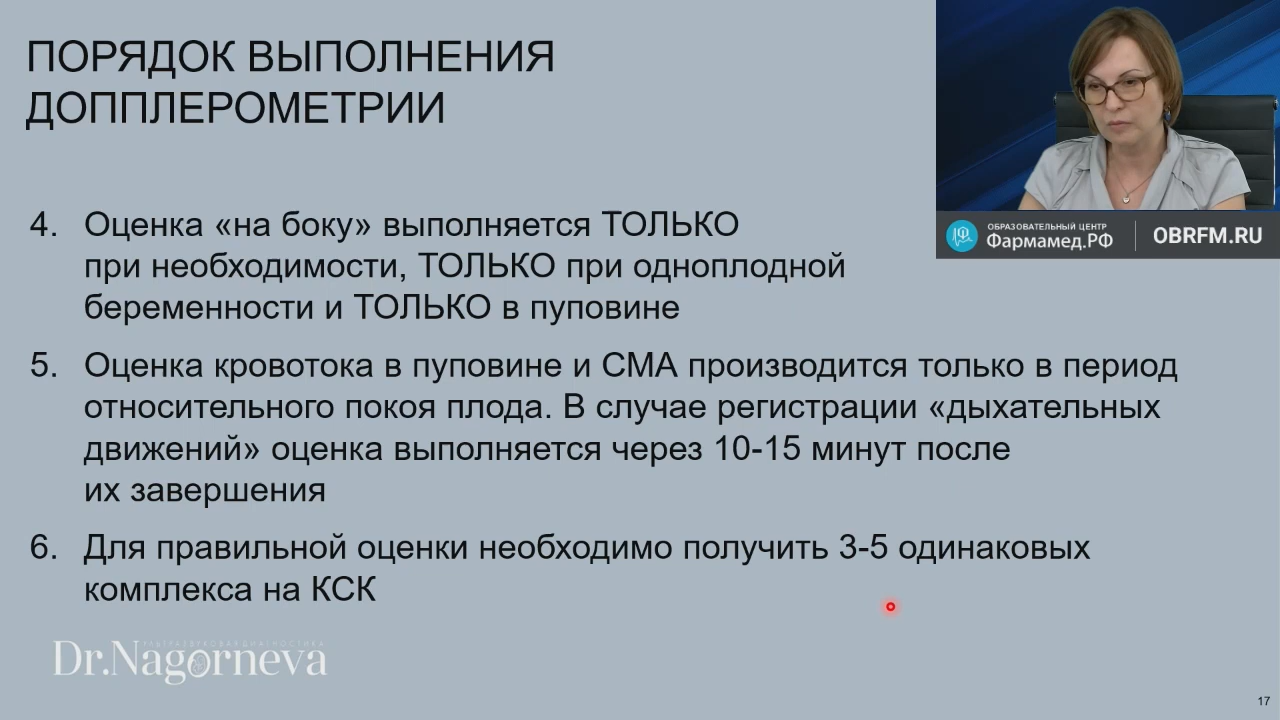 ПОРЯДОК ВЫПОЛНЕНИЯ
ДОППЛЕРОМЕТРИИ
ОБРАЗОВАТЕЛЬНЫЙ ЦЕНТР
Фармамед.РФ
OBRFM.RU
4. Оценка «на боку» выполняется ТОЛЬКО
при необходимости, ТОЛЬКО при одноплодной
беременности и ТОЛЬКО в пуповине
5. Оценка кровотока в пуповине и СМА производится только в период
относительного покоя плода. В случае регистрации «дыхательных
движений» оценка выполняется через 10-15 минут после
их завершения
6. Для правильной оценки необходимо получить 3-5 одинаковых
комплекса на КСК
УЛЬТРАЗВУКОВАЯ ДИАГНОСТИКА
Dr.Nagorneva
17